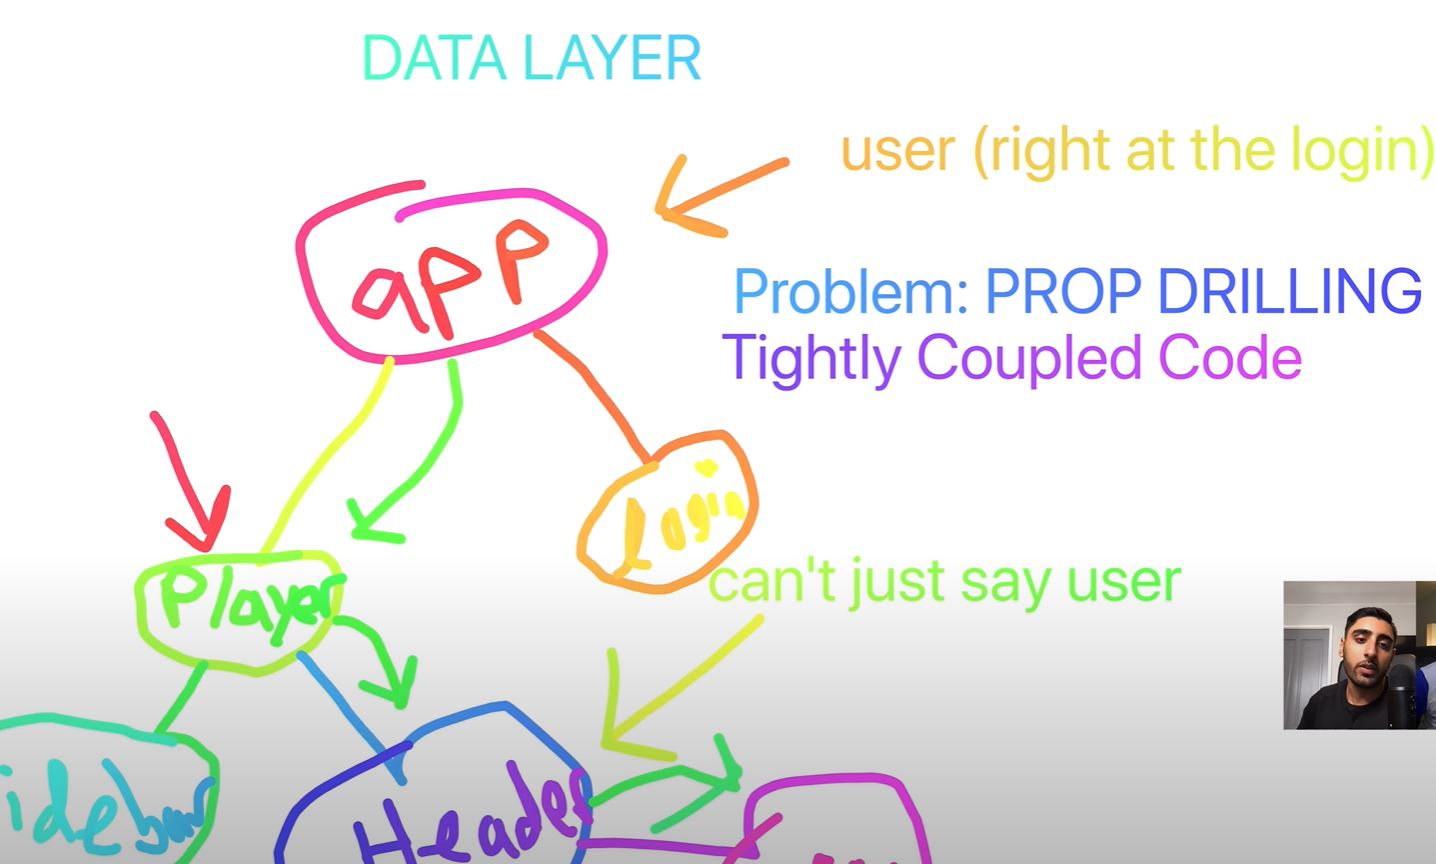 DATA LAYER
user (right at the login)
app
Problem: PROP DRILLING
Tightly Coupled Code
Login
Player
can't just say user
idebar
Header